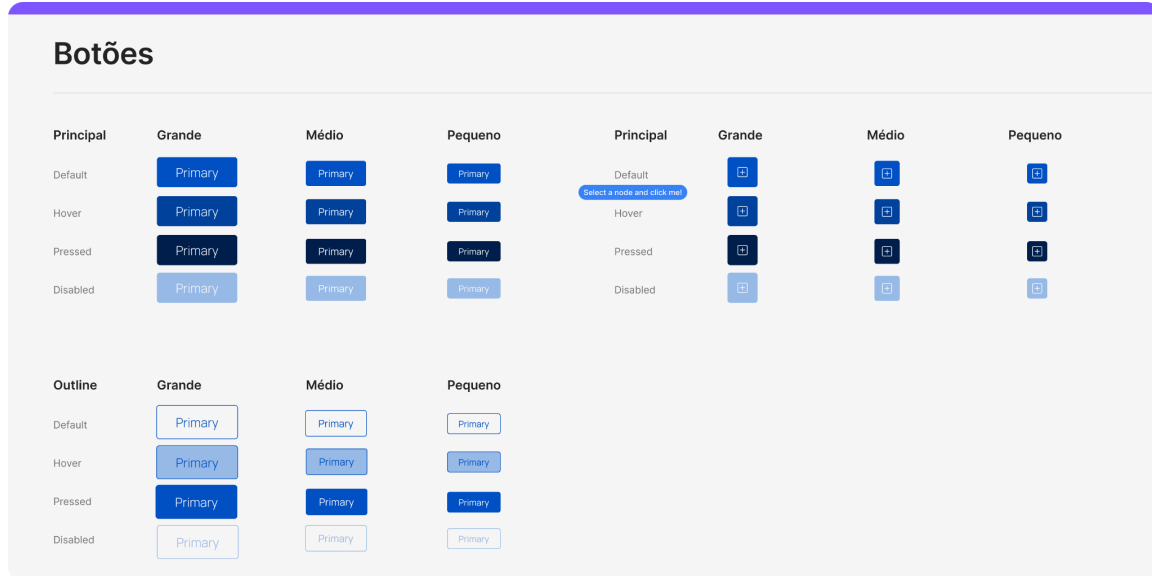 Botões
Principal Grande Médio Pequeno Principal Grande Médio Pequeno
Default Primary Primary Primary Default
Select a node and click me!
Hover Primary Primary Primary Hover
Pressed Primary Primary Primary Pressed
Disabled Primary Primary Primary Disabled
Outline Grande Médio Pequeno
Default Primary Primary Primary
Hover Primary Primary Primary
Pressed Primary Primary Primary
Disabled Primary Primary Primary